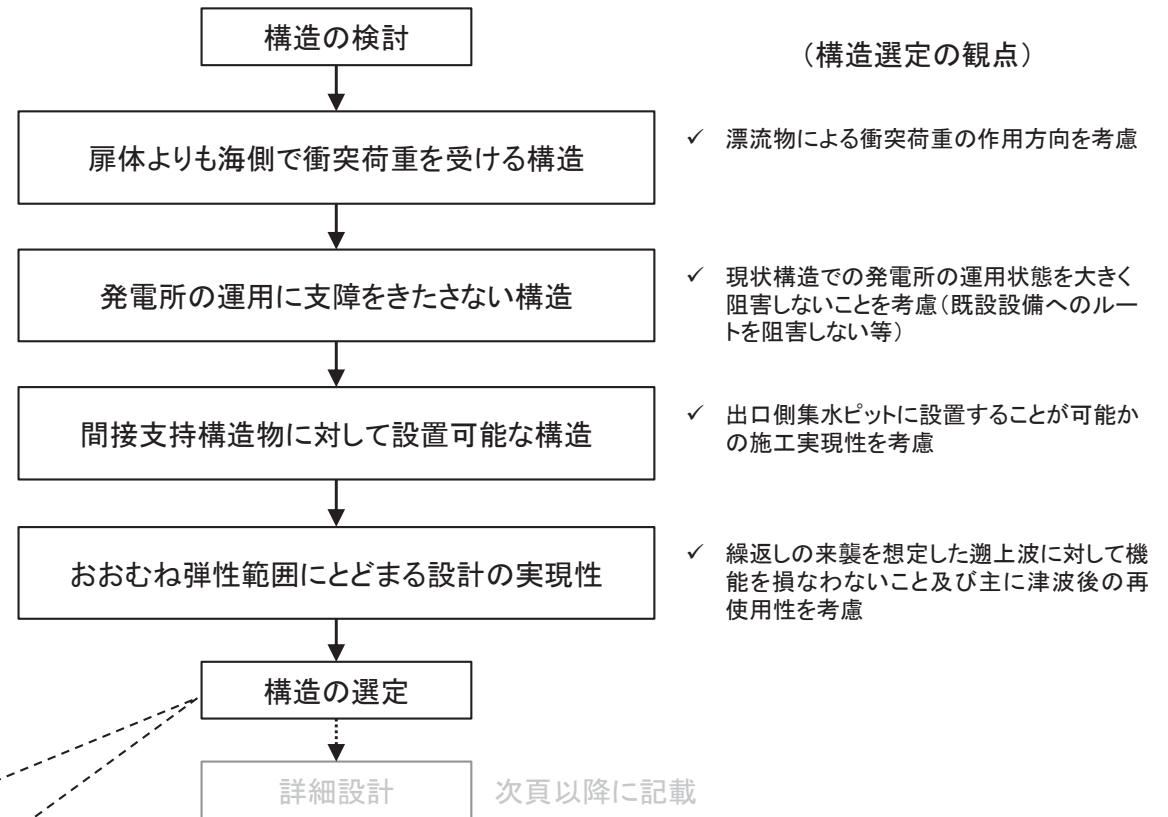 構造の検討
（構造選定の観点）
扉体よりも海側で衝突荷重を受ける構造
✓ 漂流物による衝突荷重の作用方向を考慮
発電所の運用に支障をきたさない構造
✓ 現状構造での発電所の運用状態を大きく
阻害しないことを考慮（既設設備へのルー
トを阻害しない等）
間接支持構造物に対して設置可能な構造
✓ 出口側集水ピットに設置することが可能か
の施工実現性を考慮
おおむね弾性範囲にとどまる設計の実現性
✓ 繰返しの来襲を想定した遡上波に対して機
能を損なわないこと及び主に津波後の再
使用性を考慮
構造の選定
詳細設計
次頁以降に記載